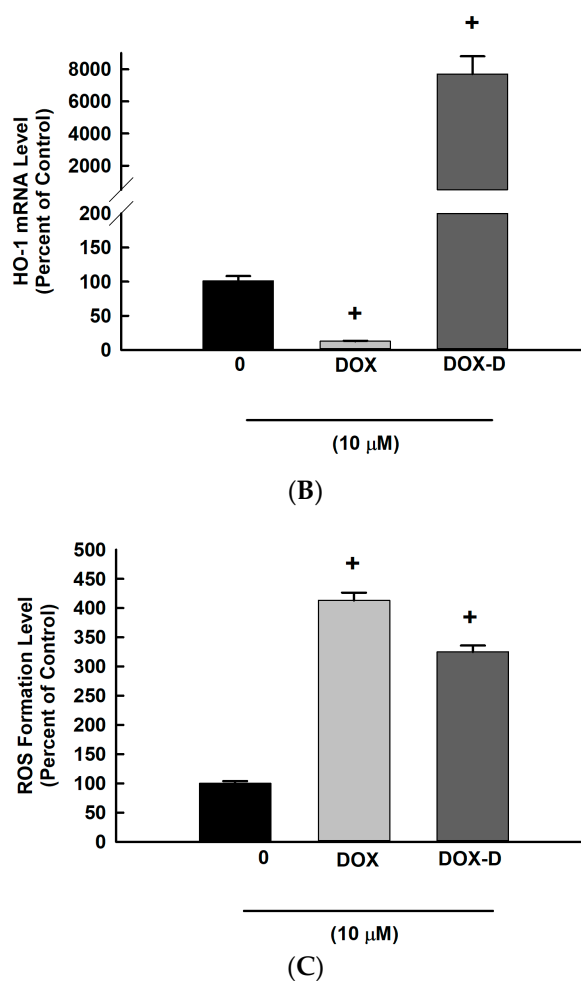 +
+
8000
6000
4000
2000
200
150
100
50
0
HO-1 mRNA Level
(Percent of Control)
0 DOX DOX-D
(10 μM)
(B)
+
+
500
450
400
350
300
250
200
150
100
50
0
ROS Formation Level
(Percent of Control)
0 DOX DOX-D
(10 μM)
(C)